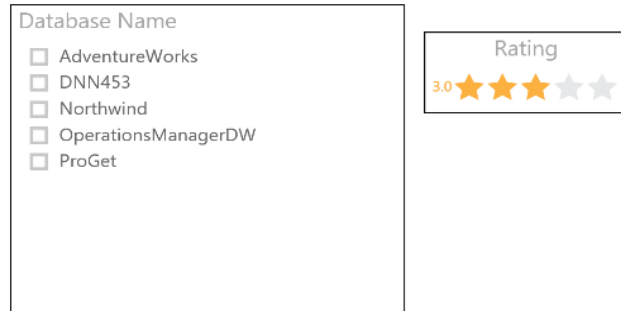 Database Name
AdventureWorks
DNN453
Northwind
OperationsManagerDW
ProGet
Rating
3.0